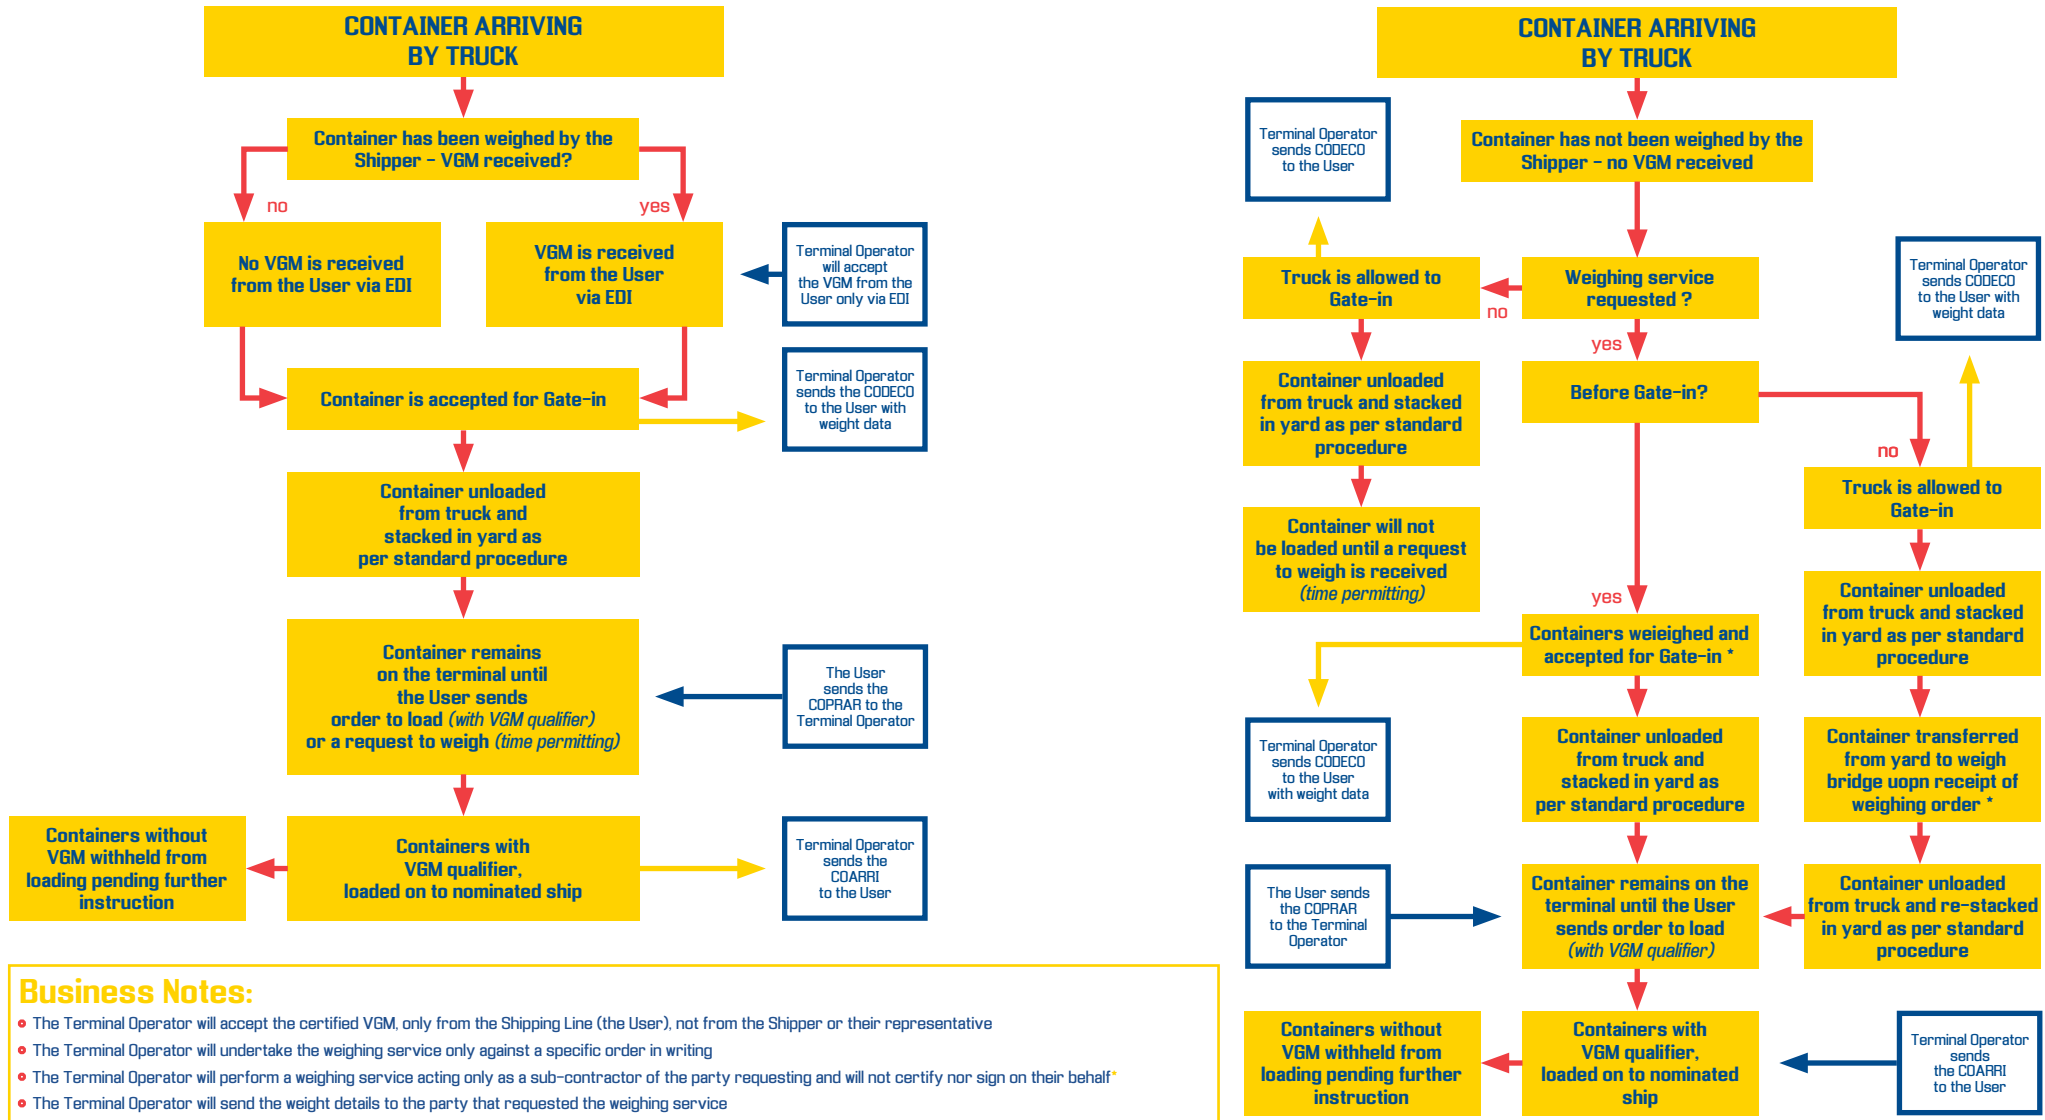 CONTAINER ARRIVING
BY TRUCK
Container has been weighed by the
Shipper - VGM received?
no
yes
No VGM is received
from the User via EDI
VGM is received
from the User
via EDI
Terminal Operator
will accept
the VGM from the
User only via EDI
Container is accepted for Gate-in
Terminal Operator
sends the CODECO
to the User with
weight data
Container unloaded
from truck and
stacked in yard as
per standard procedure
Container remains
on the terminal until
the User sends
order to load (with VGM qualifier)
or a request to weigh (time permitting)
The User
sends the
COPRAR to the
Terminal Operator
Containers without
VGM withheld from
loading pending further
instruction
Containers with
VGM qualifier,
loaded on to nominated ship
Terminal Operator
sends the
COARRI
to the User
Business Notes:
The Terminal Operator will accept the certified VGM, only from the Shipping Line (the User), not from the Shipper or their representative
The Terminal Operator will undertake the weighing service only against a specific order in writing
The Terminal Operator will perform a weighing service acting only as a sub-contractor of the party requesting and will not certify nor sign on their behalf*
The Terminal Operator will send the weight details to the party that requested the weighing service
CONTAINER ARRIVING
BY TRUCK
Terminal Operator
sends CODECO
to the User
Container has not been weighed by the
Shipper - no VGM received
Truck is allowed to
Gate-in
no
Weighing service
requested ?
Terminal Operator
sends CODECO
to the User with
weight data
yes
Container unloaded
from truck and stacked
in yard as per standard
procedure
Before Gate-in?
no
Truck is allowed to
Gate-in
Container will not
be loaded until a request
to weigh is received
(time permitting)
yes
Containers weieighed and
accepted for Gate-in *
Container unloaded
from truck and stacked
in yard as per standard
procedure
Terminal Operator
sends CODECO
to the User
with weight data
Container unloaded
from truck and
stacked in yard as
per standard procedure
Container transferred
from yard to weigh
bridge uopn receipt of
weighing order *
The User sends
the COPRAR
to the Terminal
Operator
Container remains on the
terminal until the User
sends order to load
(with VGM qualifier)
Container unloaded
from truck and re-stacked
in yard as per standard
procedure
Containers without
VGM withheld from
loading pending further
instruction
Containers with
VGM qualifier,
loaded on to nominated
ship
Terminal Operator
sends
the COARRI
to the User